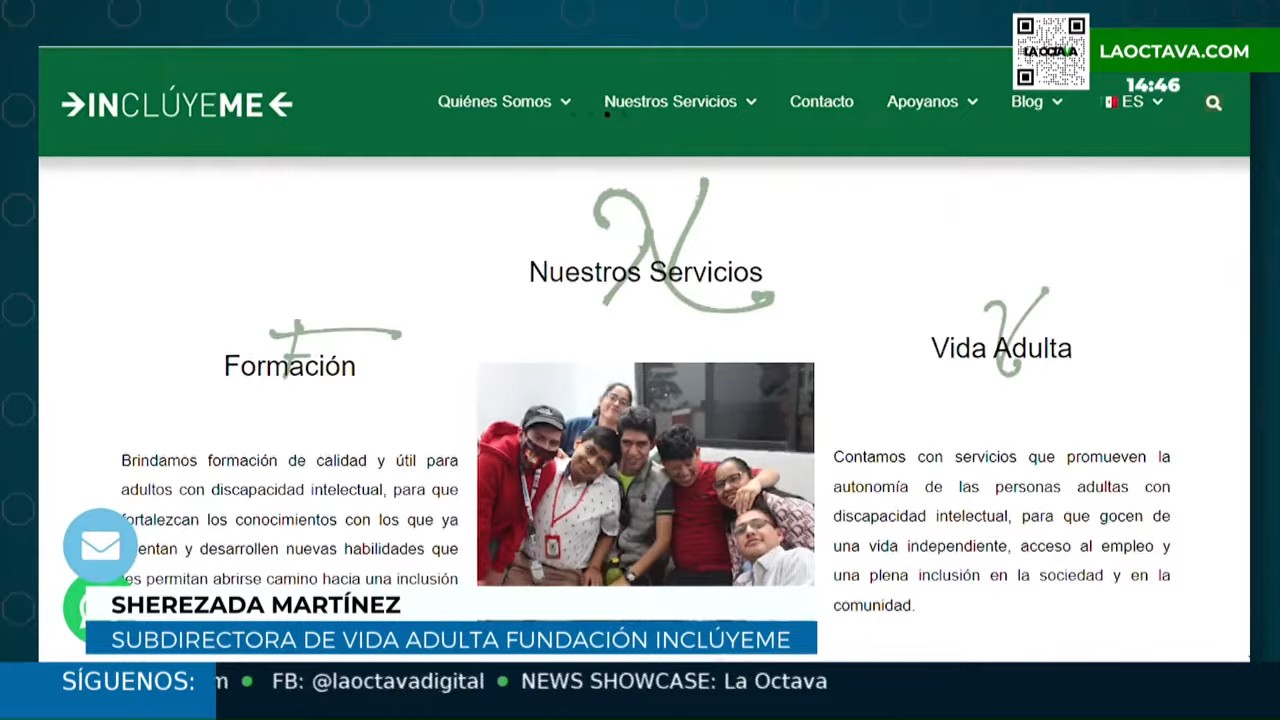 LA OCTAVA
LAOCTAVA.COM
14:46
INCLÚYEME
Quiénes Somos
Nuestros Servicios
Contacto
Apoyanos
Blog
ES
Nuestros Servicios
Formación
Vida Adulta
Brindamos formación de calidad y útil para
adultos con discapacidad intelectual, para que
fortalezcan los conocimientos con los que ya
y desarrollen nuevas habilidades que
permitan abrirse camino hacia una inclusión
Contamos con servicios que promueven la
autonomía de las personas adultas con
discapacidad intelectual, para que gocen de
una vida independiente, acceso al empleo y
una plena inclusión en la sociedad y en la
comunidad.
SHEREZADA MARTÍNEZ
SUBDIRECTORA DE VIDA ADULTA FUNDACIÓN INCLÚYEME
SÍGUENOS: m • FB: @laoctavadigital • NEWS SHOWCASE: La Octava